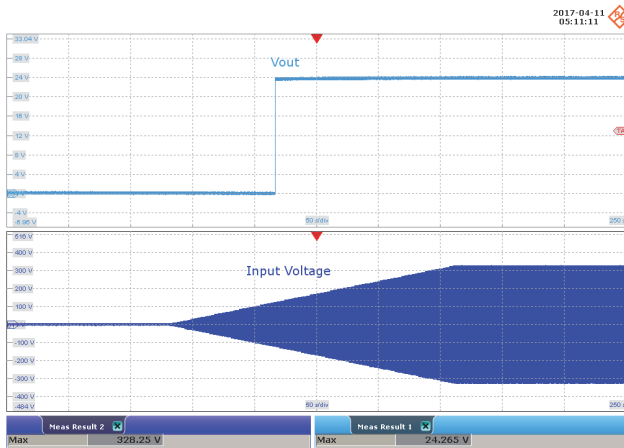 2017-04-11
05:11:11
33.04 V
28 V
Vout
24 V
20 V
16 V
12 V
8 V
4 V
-4 V
-6.96 V
50 s/div
250 s
616 V
400 V
300 V
Input Voltage
200 V
100 V
-100 V
-200 V
-300 V
-400 V
-484 V
50 s/div
250 s
Meas Result 2
Meas Result 1
Max 328.25 V
Max 24.265 V